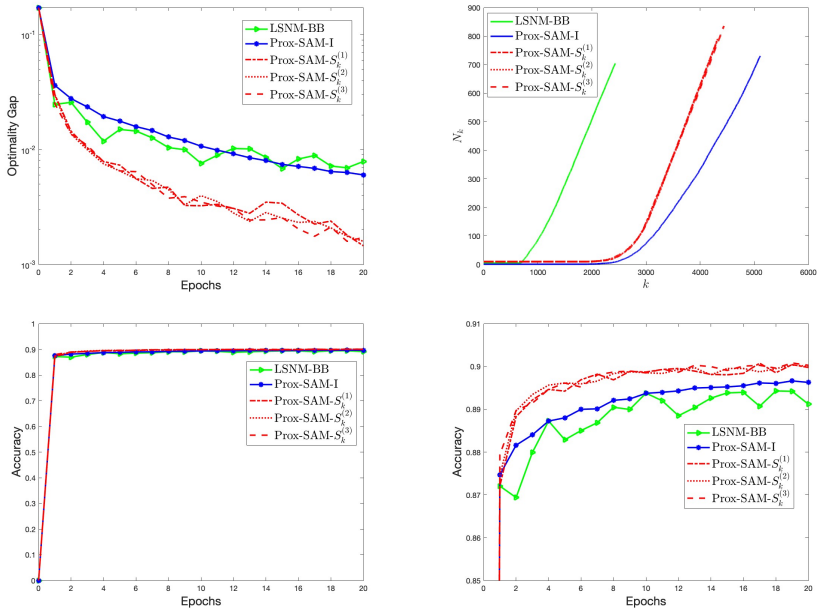 10^-1
10^-2
10^-3
Optimality Gap
0 2 4 6 8 10 12 14 16 18 20
Epochs
LSNM-BB
Prox-SAM-I
Prox-SAM-S_k^(1)
Prox-SAM-S_k^(2)
Prox-SAM-S_k^(3)
900
800
700
600
500
400
300
200
100
0
N_k
0 1000 2000 3000 4000 5000 6000
k
LSNM-BB
Prox-SAM-I
Prox-SAM-S_k^(1)
Prox-SAM-S_k^(2)
Prox-SAM-S_k^(3)
1
0.9
0.8
0.7
0.6
0.5
0.4
0.3
0.2
0.1
0
Accuracy
0 2 4 6 8 10 12 14 16 18 20
Epochs
LSNM-BB
Prox-SAM-I
Prox-SAM-S_k^(1)
Prox-SAM-S_k^(2)
Prox-SAM-S_k^(3)
0.91
0.9
0.89
0.88
0.87
0.86
0.85
Accuracy
0 2 4 6 8 10 12 14 16 18 20
Epochs
LSNM-BB
Prox-SAM-I
Prox-SAM-S_k^(1)
Prox-SAM-S_k^(2)
Prox-SAM-S_k^(3)